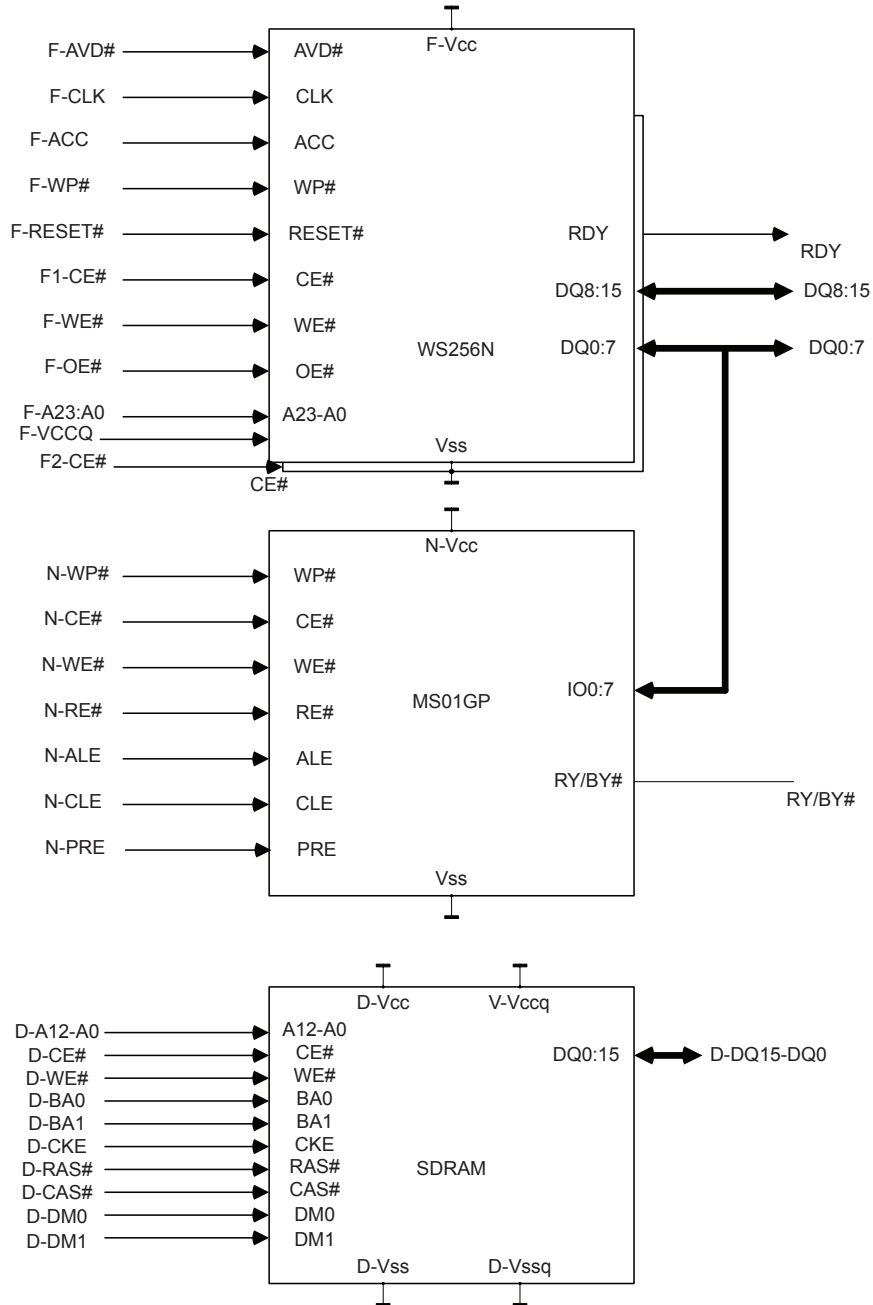 F-Vcc
F-AVD# AVD#
F-CLK CLK
F-ACC ACC
F-WP# WP#
F-RESET# RESET# RDY
RDY
F1-CE# CE#
DQ8:15 DQ8:15
F-WE# WE#
WS256N DQ0:7 DQ0:7
F-OE# OE#
F-A23:A0 A23-A0
F-VCCQ
Vss
F2-CE#
CE#
N-Vcc
N-WP# WP#
N-CE# CE#
N-WE# WE#
IO0:7
N-RE# RE# MS01GP
N-ALE ALE
RY/BY#
RY/BY#
N-CLE CLE
N-PRE PRE
Vss
D-Vcc V-Vccq
D-A12-A0 A12-A0
D-CE# CE# DQ0:15 D-DQ15-DQ0
D-WE# WE#
D-BA0 BA0
D-BA1 BA1
D-CKE CKE
D-RAS# RAS# SDRAM
D-CAS# CAS#
D-DM0 DM0
D-DM1 DM1
D-Vss D-Vssq